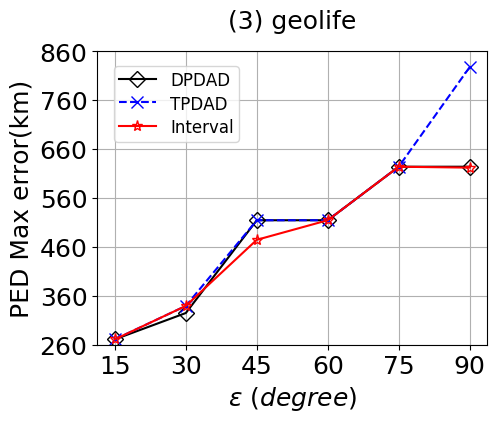 (3) geolife
860
760
660
560
460
360
260
PED Max error(km)
DPDAD
TPDAD
Interval
15 30 45 60 75 90
ε (degree)